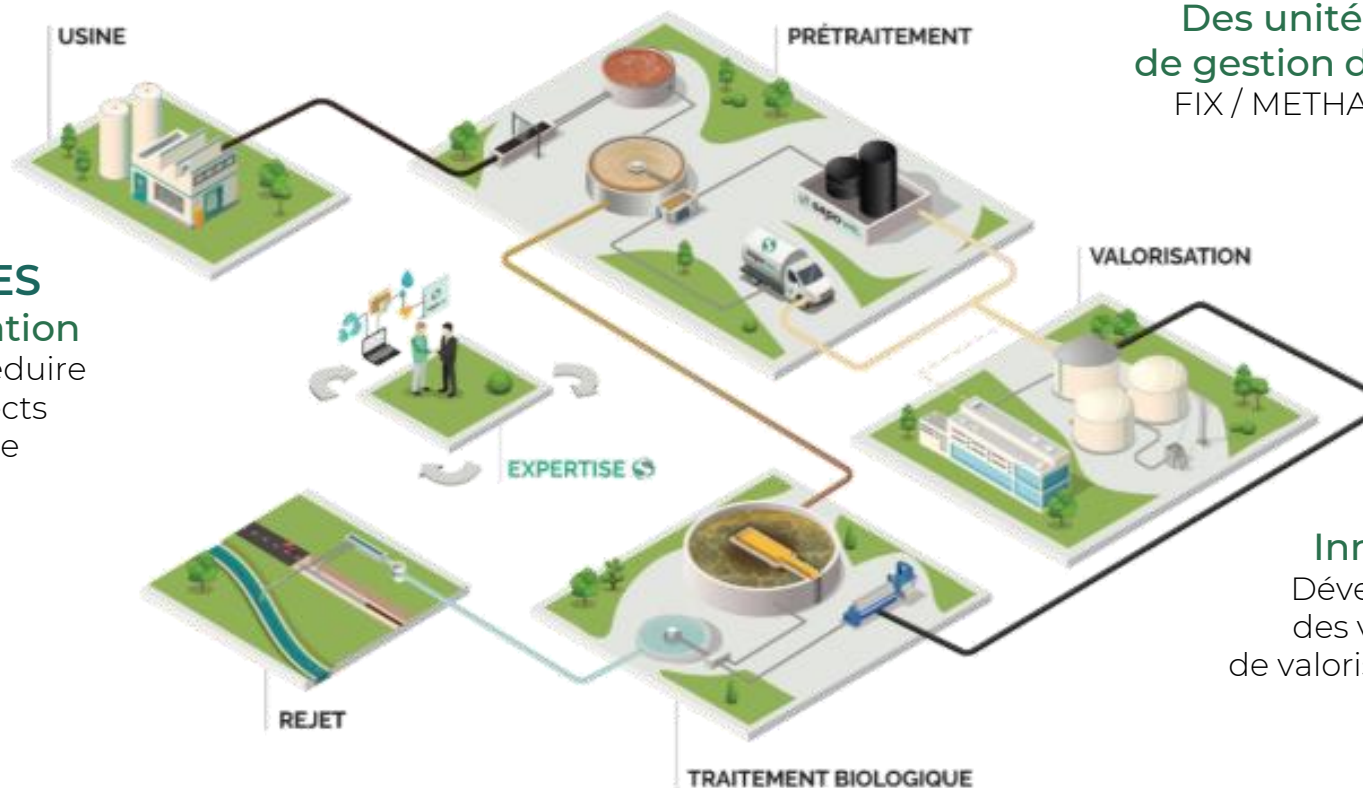 USINE
PRÉTRAITEMENT
Des unité
de gestion d
FIX / METHA
VALORISATION
ES
ation
éduire
cts
e
EXPERTISE
Inn
Déve
des v
de valoris
REJET
TRAITEMENT BIOLOGIQUE